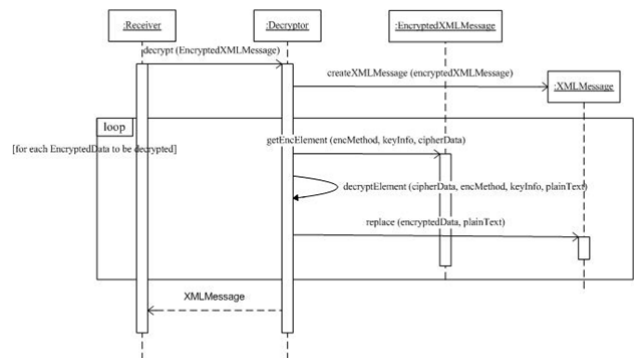 :Receiver
:Decryptor
:EncryptedXMLMessage
decrypt (EncryptedXMLMessage)
createXMLMessage (encryptedXMLMessage)
:XMLMessage
loop
[for each EncryptedData to be decrypted]
getEncElement (encMethod, keyInfo, cipherData)
decryptElement (cipherData, encMethod, keyInfo, plainText)
replace (encryptedData, plainText)
XMLMessage